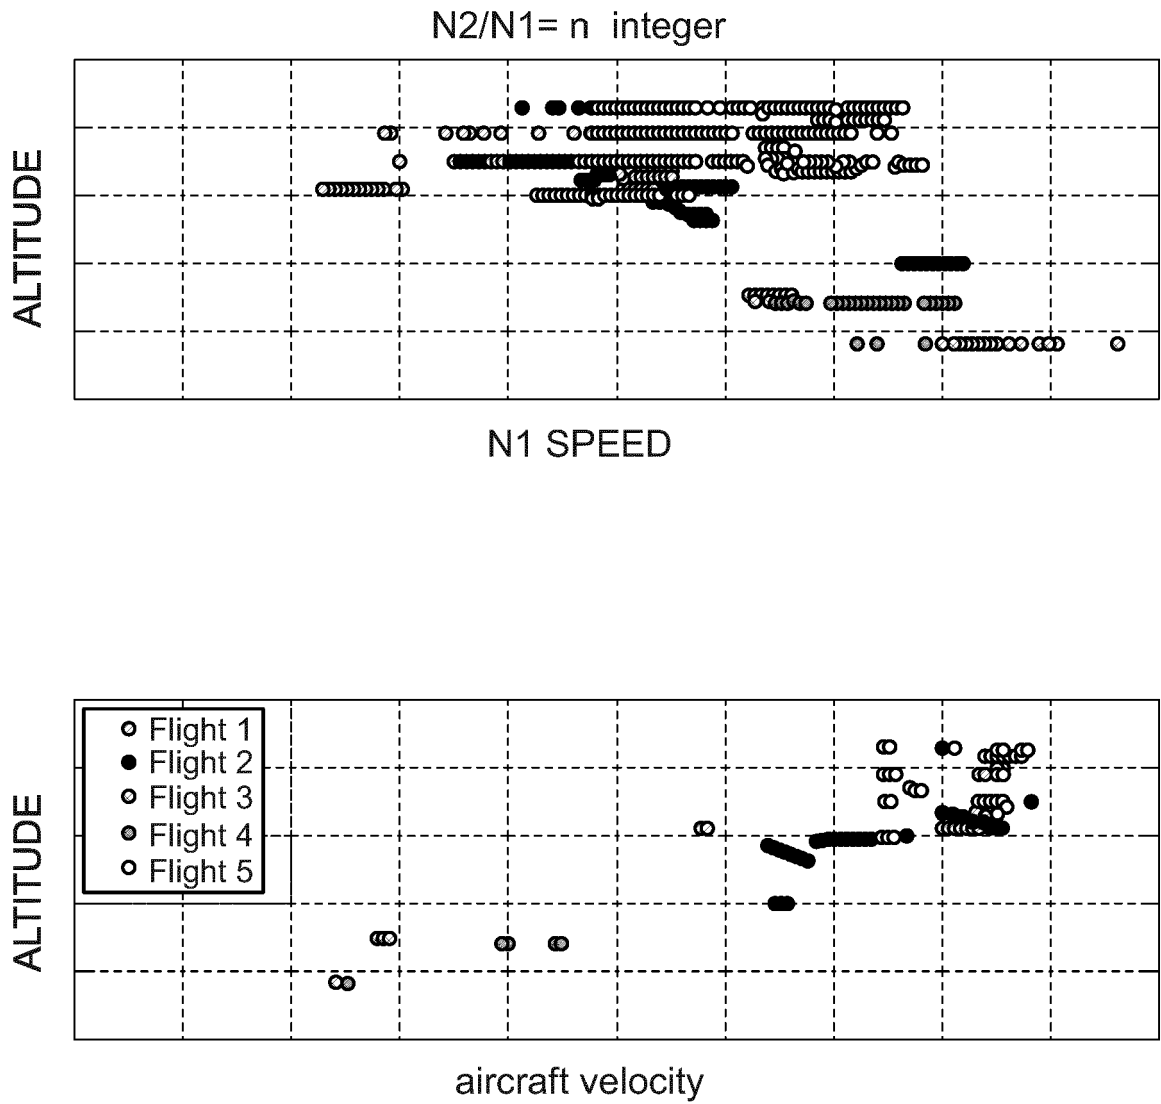 N2/N1= n integer
ALTITUDE
N1 SPEED
Flight 1
Flight 2
Flight 3
Flight 4
Flight 5
ALTITUDE
aircraft velocity